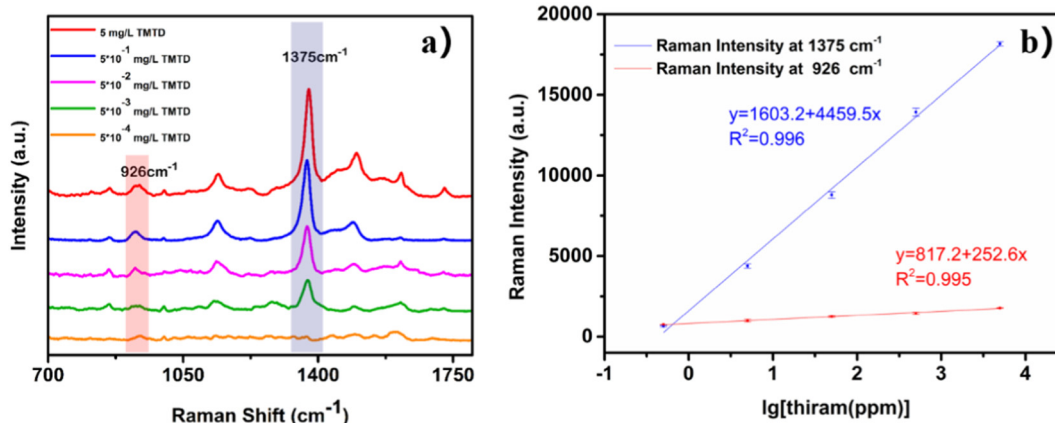 a)
5 mg/L TMTD
5*10⁻¹ mg/L TMTD
5*10⁻² mg/L TMTD
5*10⁻³ mg/L TMTD
5*10⁻⁴ mg/L TMTD
1375cm⁻¹
926cm⁻¹
Intensity (a.u.)
700 1050 1400 1750
Raman Shift (cm⁻¹)
b)
Raman Intensity at 1375 cm⁻¹
Raman Intensity at 926 cm⁻¹
y=1603.2+4459.5x
R²=0.996
y=817.2+252.6x
R²=0.995
Raman Intensity (a.u.)
20000
15000
10000
5000
0
-1 0 1 2 3 4
lg[thiram(ppm)]